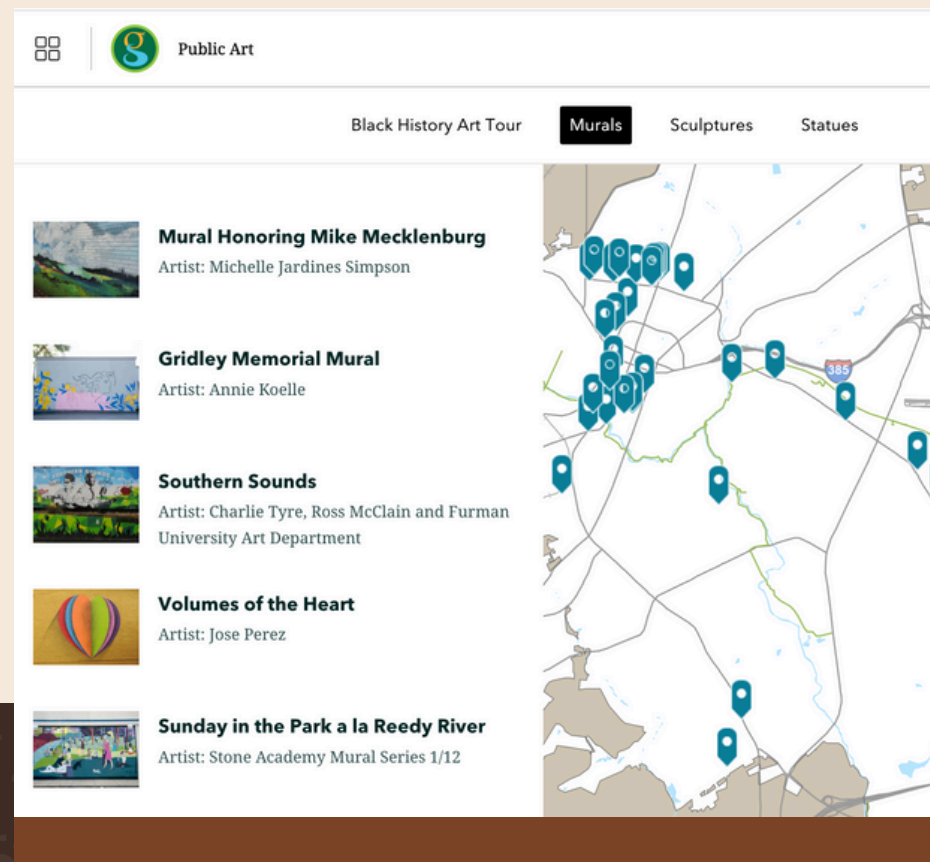 g
Public Art
Black History Art Tour
Murals
Sculptures
Statues
Mural Honoring Mike Mecklenburg
Artist: Michelle Jardines Simpson
Gridley Memorial Mural
Artist: Annie Koelle
Southern Sounds
Artist: Charlie Tyre, Ross McClain and Furman
University Art Department
Volumes of the Heart
Artist: Jose Perez
Sunday in the Park a la Reedy River
Artist: Stone Academy Mural Series 1/12
385